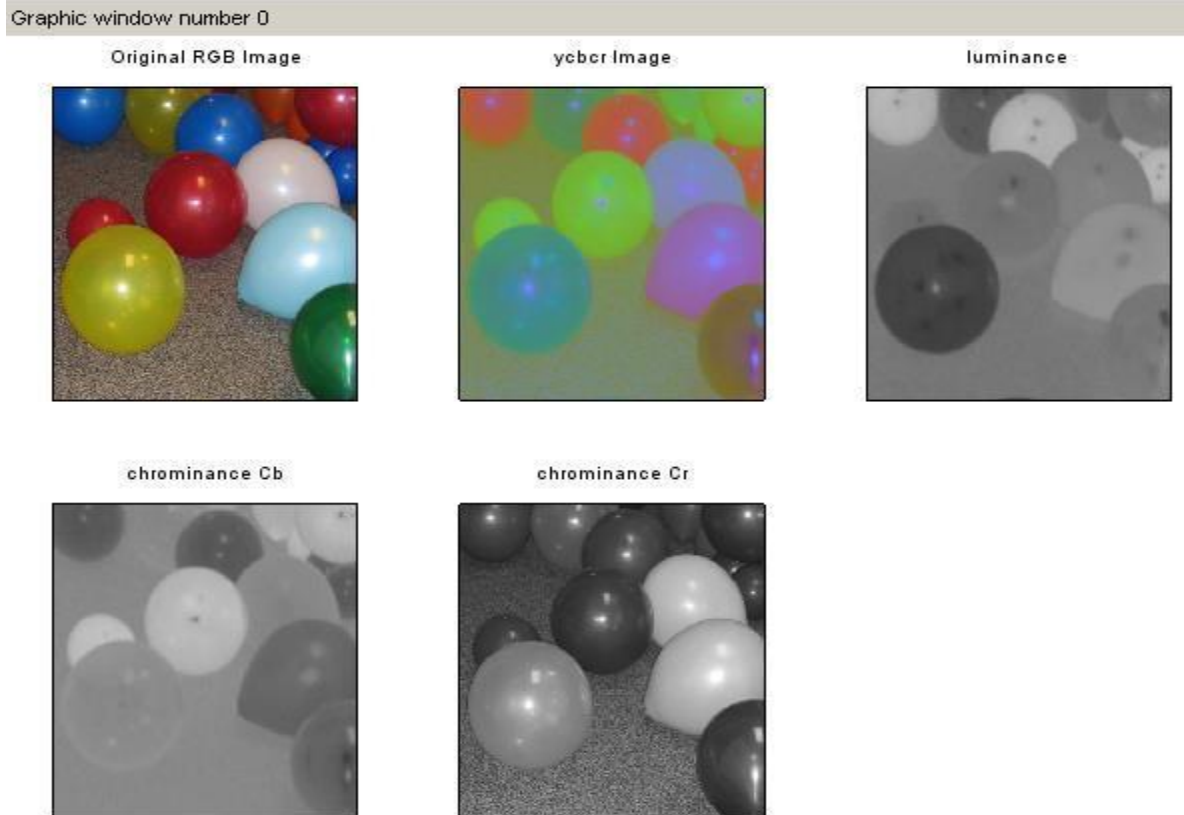 Graphic window number 0
Original RGB Image
ycbcr Image
luminance
chrominance Cb
chrominance Cr